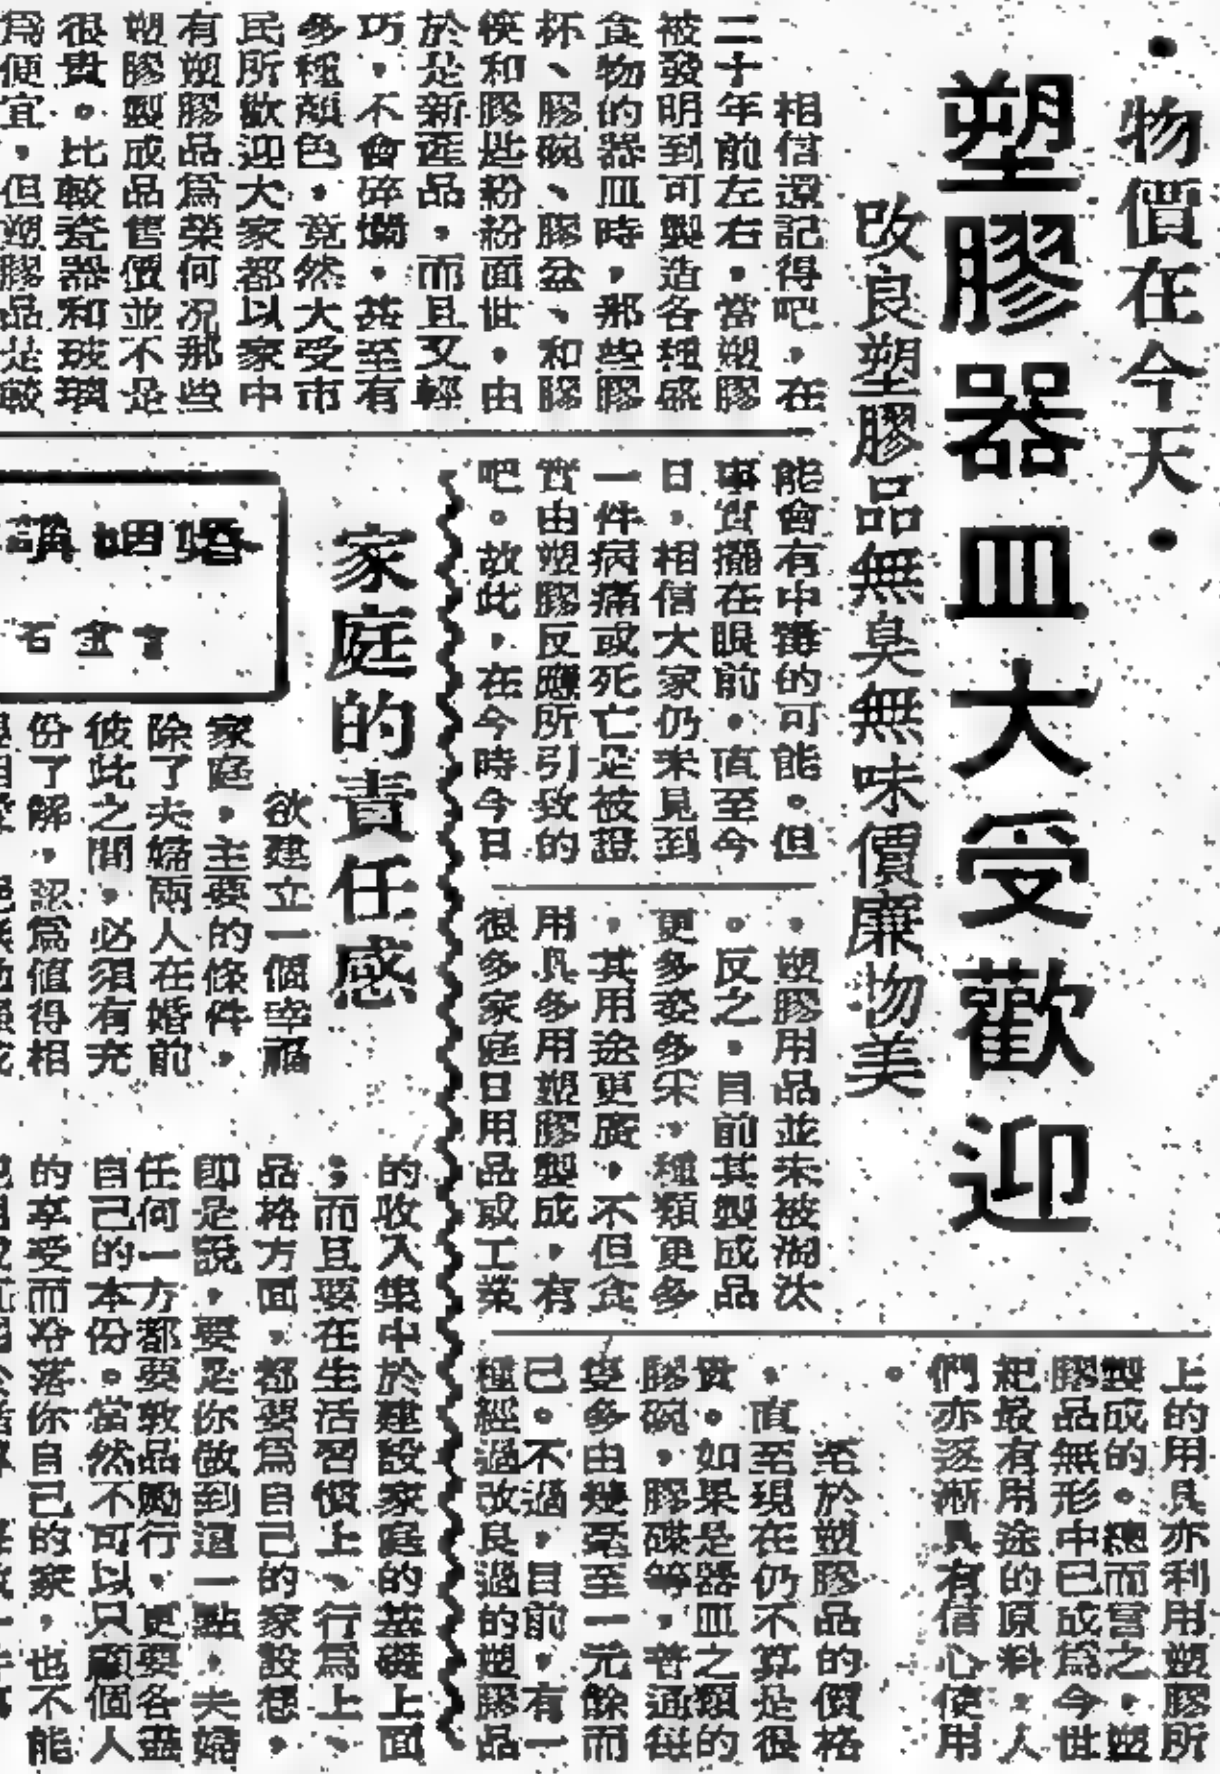 ・物價在今天・
塑膠器皿大受歡迎
改良塑膠品無臭無味價廉物美
相信還記得吧,在
二十年前左右,當塑膠
被發明到可製造各種盛
食物的器皿時,那些膠
杯、膠碗、膠盆、和膠
筷和膠匙粉粉面世。由
於是新產品,而且又輕
巧,不會碎爛,甚至有
多種顏色,竟然大受市
民所歡迎大家都以家中
有塑膠品爲榮何况那些
塑膠製成品售價並不是
很貴。比較瓷器和玻璃
爲便宜,但塑膠品是較
能會有中毒的可能。但
事實擺在眼前。直至今
日,相信大家仍未見到
一件病痛或死亡是被證
實由塑膠反應所引致的
吧。故此,在今時今日
,塑膠用品並未被淘汰
。反之,目前其製成品
更多姿多采,種類更多
,其用途更廣,不但食
用具多用塑膠製成,有
很多家庭日用品或工業
上的用具亦利用塑膠所
製成的。總而言之,塑
膠品無形中已成爲今世
紀最有用途的原料,人
們亦逐漸具有信心使用
。
至於塑膠品的價格
,直至現在仍不算是很
貴。如果是器皿之類的
膠碗,膠碟等,普通每
隻多由幾毫至一元餘而
已。不過,目前,有一
種經過改良過的塑膠品
婚姻講
言金石
家庭的責任感
欲建立一個幸福
家庭,主要的條件,
除了夫婦兩人在婚前
彼此之間,必須有充
份了解,認爲值得相
的收入集中於建設家庭的基礎上面
;而且要在生活習慣上、行爲上、
品格方面,都要爲自己的家設想,
即是說,要是你做到這一點,夫婦
任何一方都要敦品勵行,更要各盡
自己的本份。當然不可以只顧個人
的享受而冷落你自己的家,也不能